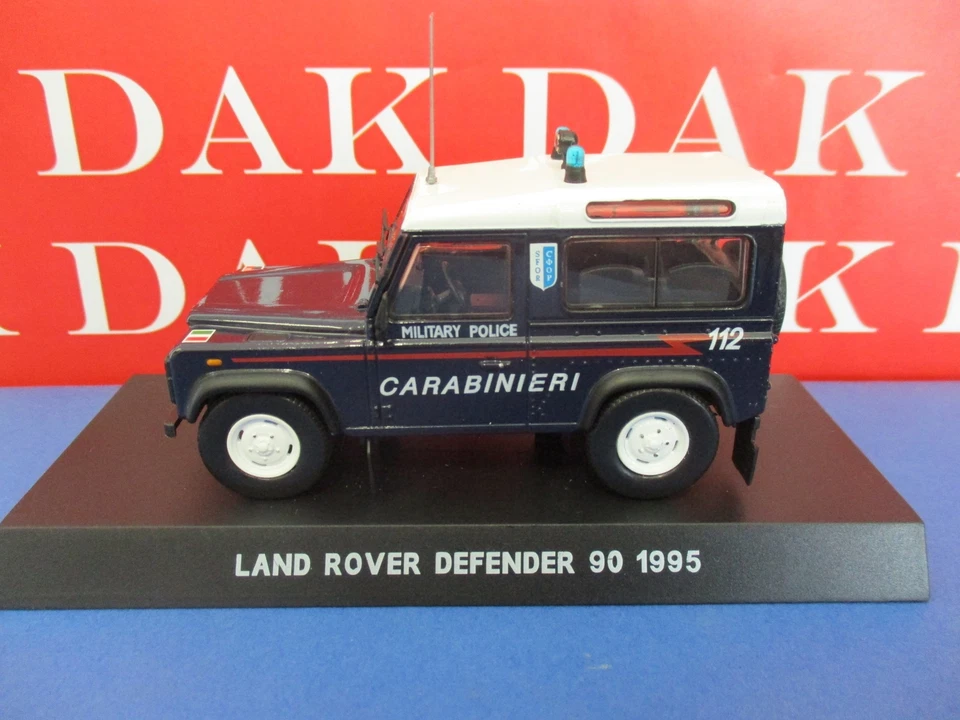 DAK DAK
DAK DAK
SFOR
СФОР
MILITARY POLICE
112
CARABINIERI
LAND ROVER DEFENDER 90 1995